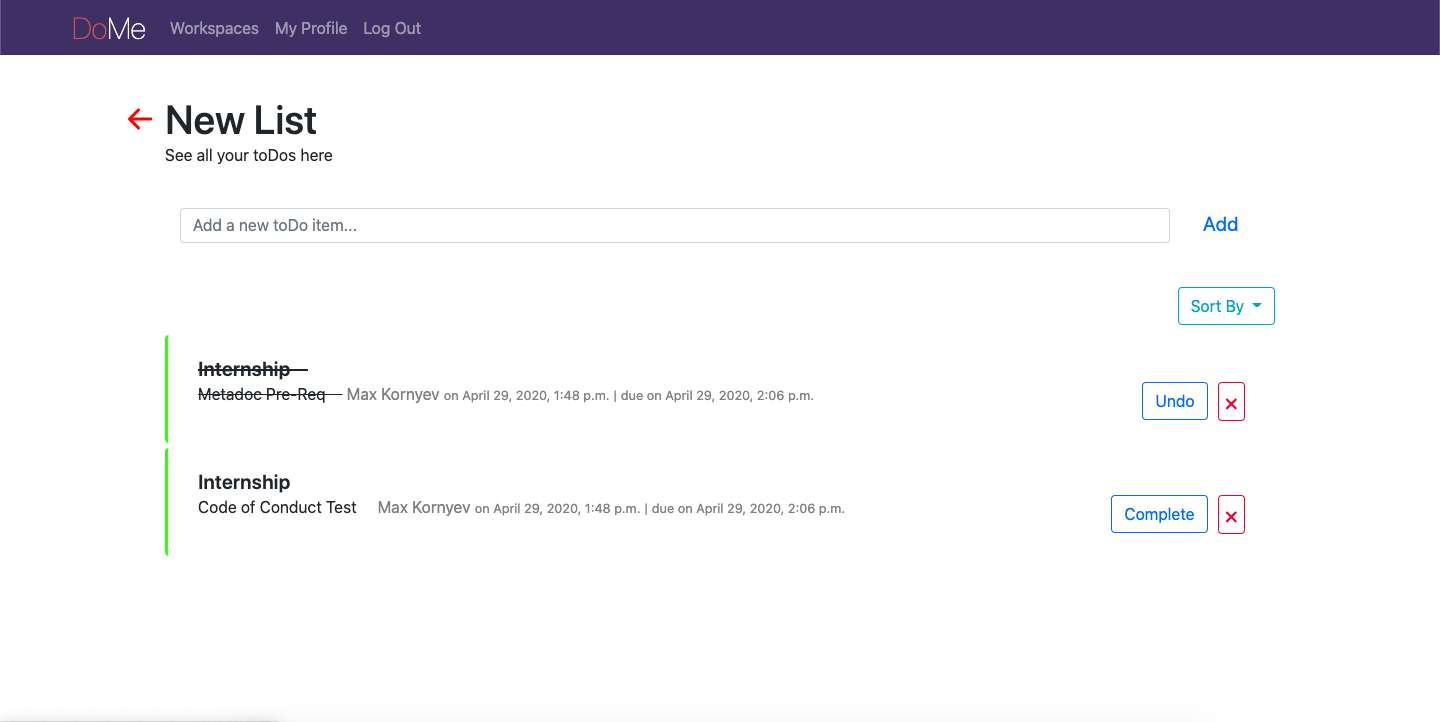 DoMe Workspaces My Profile Log Out
New List
See all your toDos here
Add a new toDo item... Add
Sort By
Internship
Metadoc Pre-Req Max Kornyev on April 29, 2020, 1:48 p.m. | due on April 29, 2020, 2:06 p.m.
Undo
Internship
Code of Conduct Test Max Kornyev on April 29, 2020, 1:48 p.m. | due on April 29, 2020, 2:06 p.m.
Complete